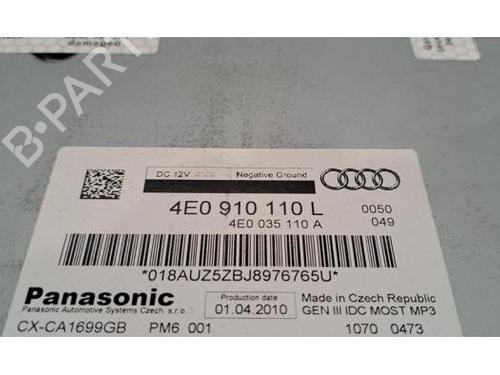 damaged
B-PARTS
DC 12V Negative Ground
4E0 910 110 L 0050
4E0 035 110 A 049
*018AUZ5ZBJ8976765U*
Panasonic
Panasonic Automotive Systems Czech, s.r.o.
Production date
01.04.2010
Made in Czech Republic
GEN III IDC MOST MP3
CX-CA1699GB PM6 001 1070 0473